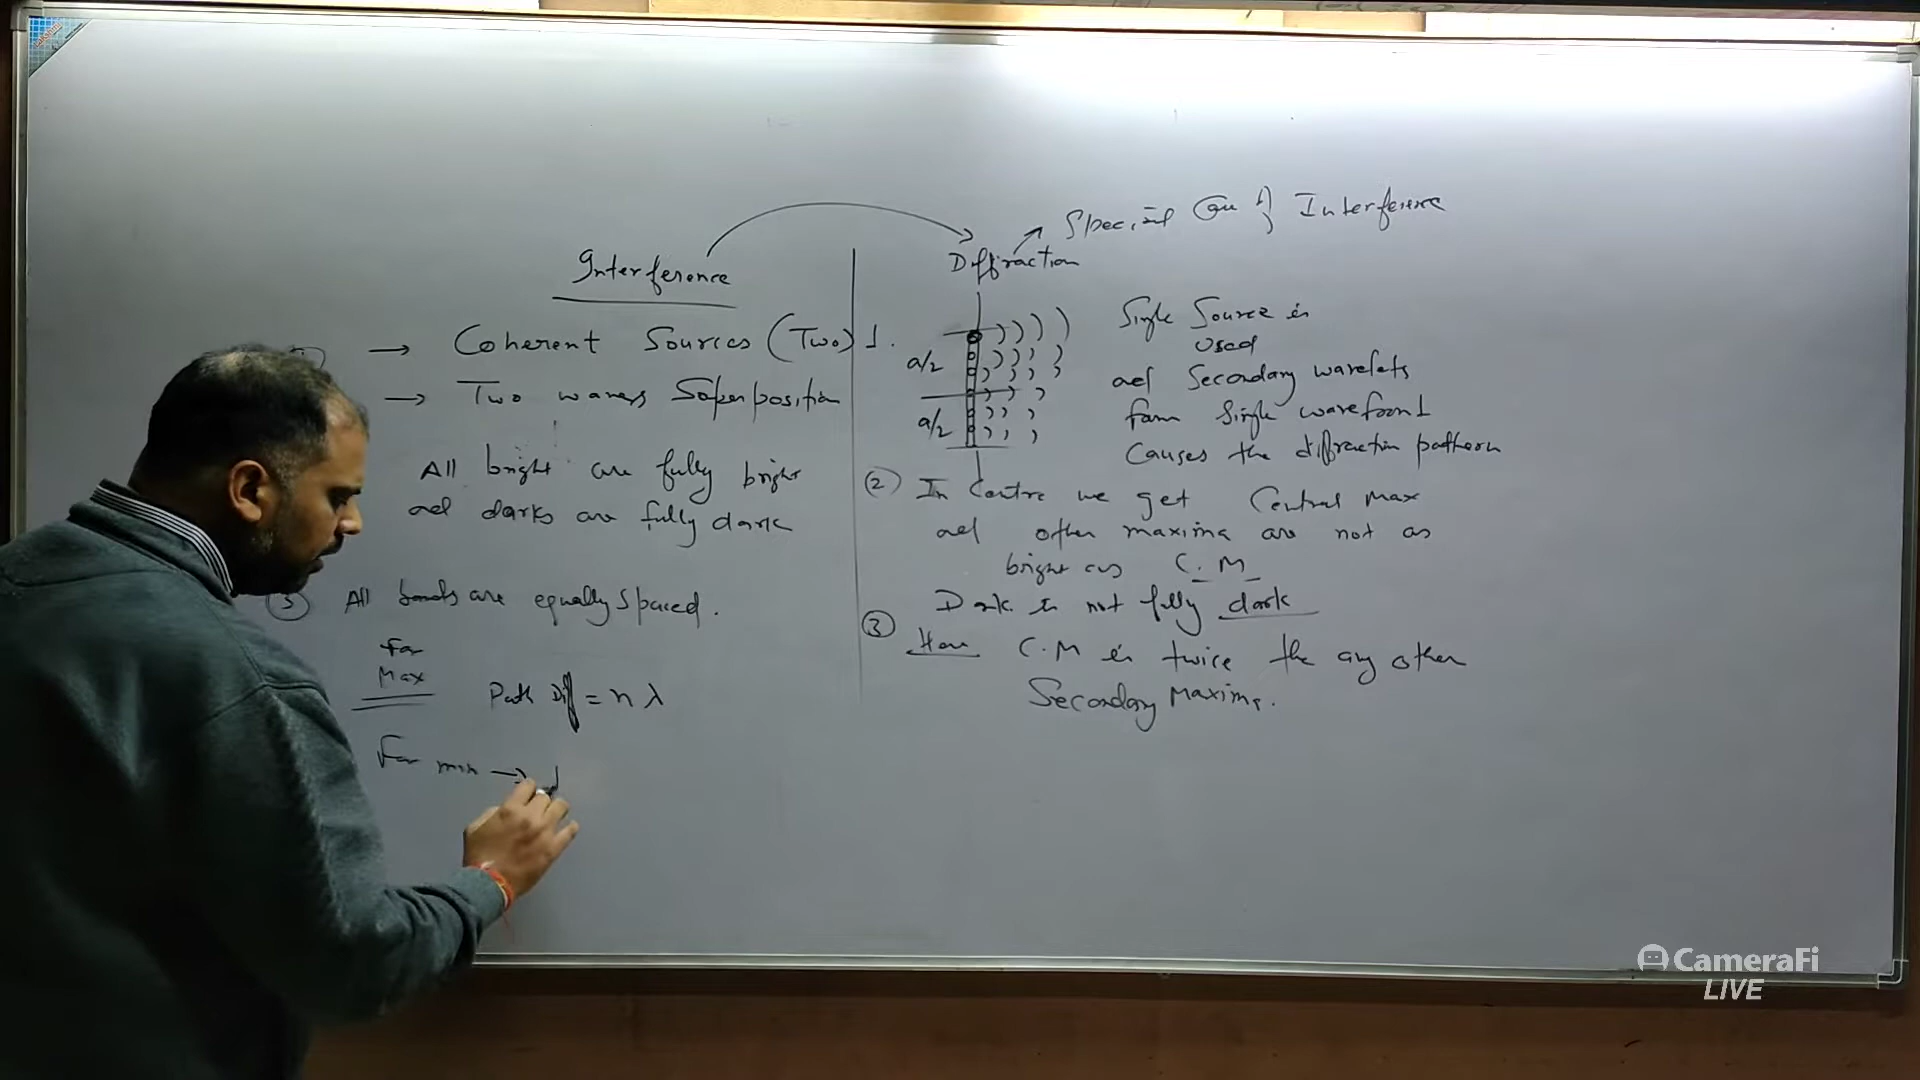 Interference
→ Coherent Sources (Two)
→ Two waves Superposition
All bright are fully bright
and darks are fully dark
③ All bands are equally spaced.
For
Max
Path Diff = n λ
For min →
Diffraction
Special Case of Interference
1.
a/2
a/2
Single Source is
used
and Secondary wavelets
from Single wavefront
Causes the diffraction pattern
② In Centre we get Central Max
and other maxima are not as
bright as C.M
Dark is not fully dark
③ Here C.M is twice the any other
Secondary Maxima.
CameraFi
LIVE